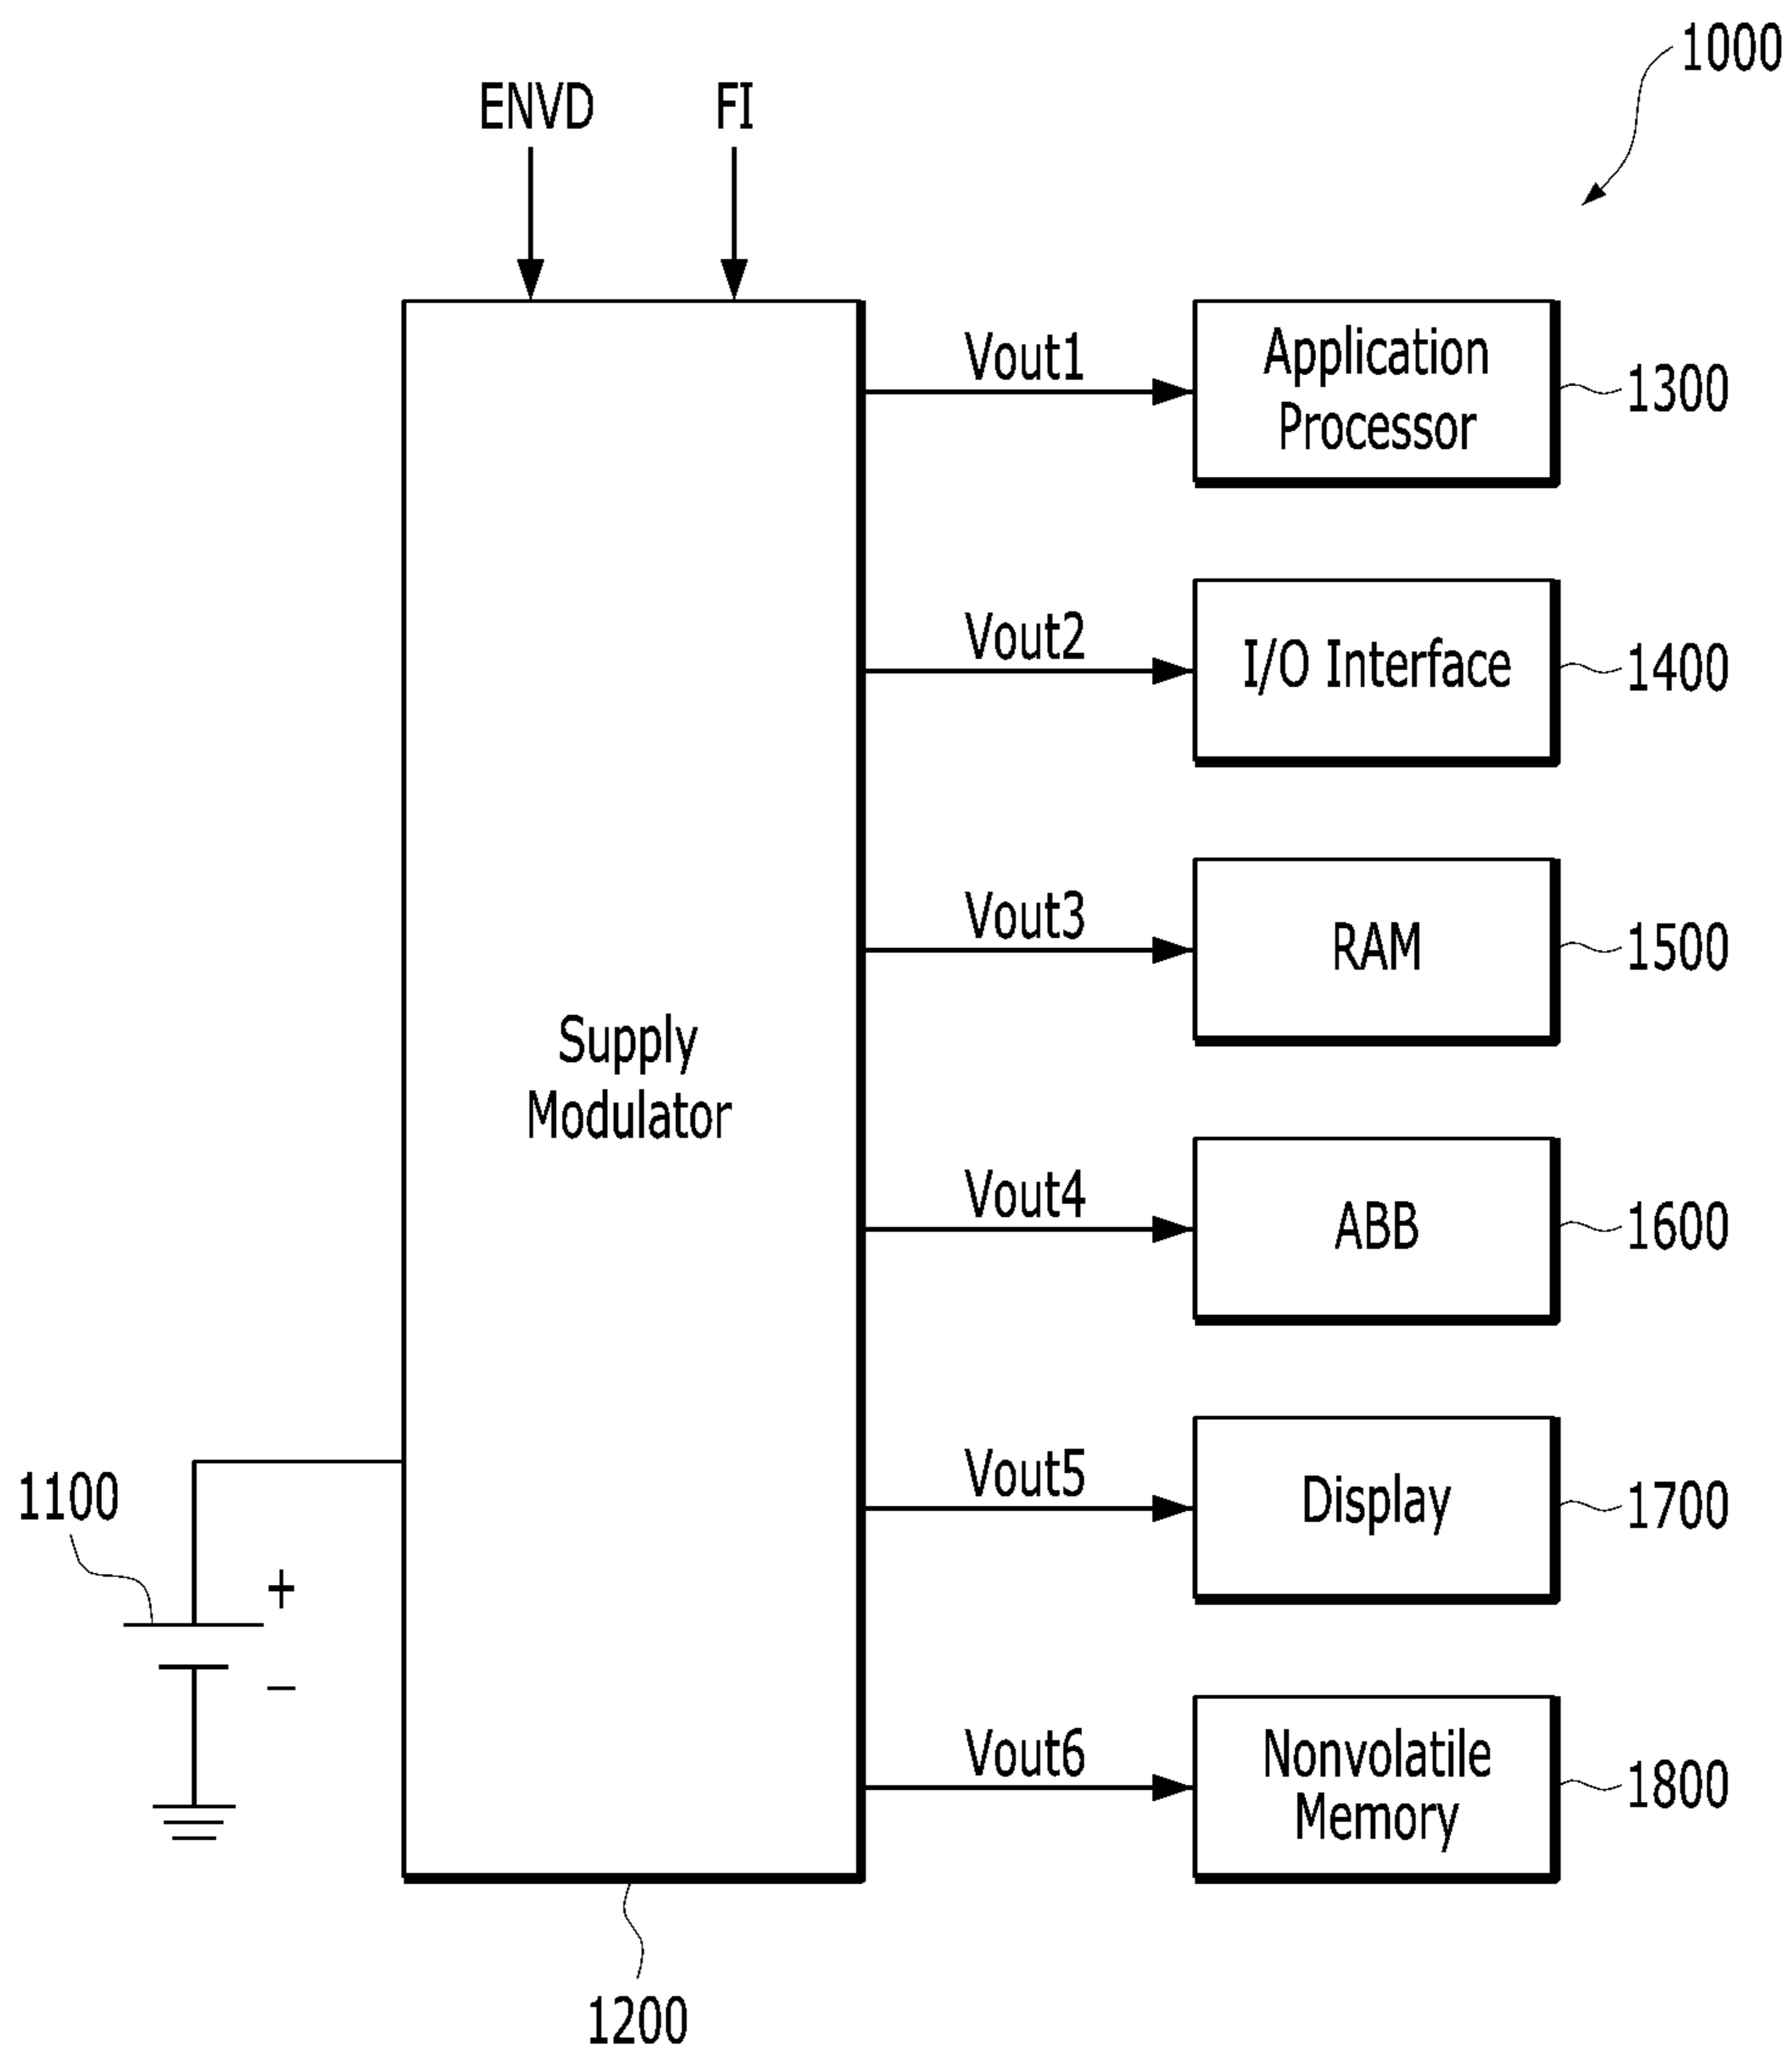 1000
ENVD
FI
Vout1
Application
Processor
1300
Vout2
I/O Interface
1400
Vout3
RAM
1500
Supply
Modulator
Vout4
ABB
1600
1100
+
−
Vout5
Display
1700
Vout6
Nonvolatile
Memory
1800
1200